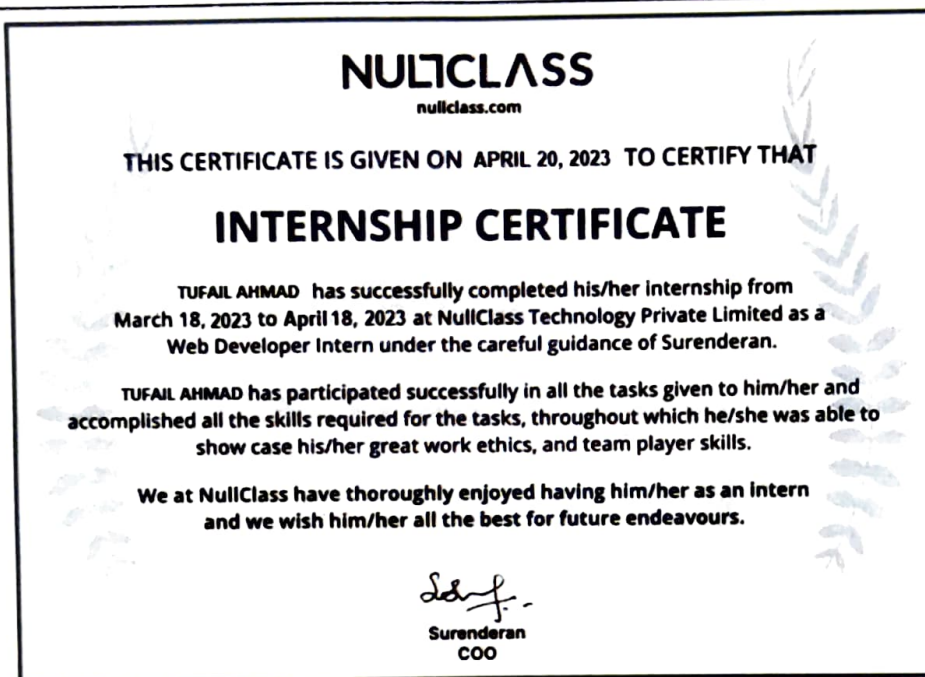 NULLCLASS
nullclass.com
THIS CERTIFICATE IS GIVEN ON APRIL 20, 2023 TO CERTIFY THAT
INTERNSHIP CERTIFICATE
TUFAIL AHMAD has successfully completed his/her internship from
March 18, 2023 to April 18, 2023 at NullClass Technology Private Limited as a
Web Developer Intern under the careful guidance of Surenderan.
TUFAIL AHMAD has participated successfully in all the tasks given to him/her and
accomplished all the skills required for the tasks, throughout which he/she was able to
show case his/her great work ethics, and team player skills.
We at NullClass have thoroughly enjoyed having him/her as an intern
and we wish him/her all the best for future endeavours.
Surenderan
COO